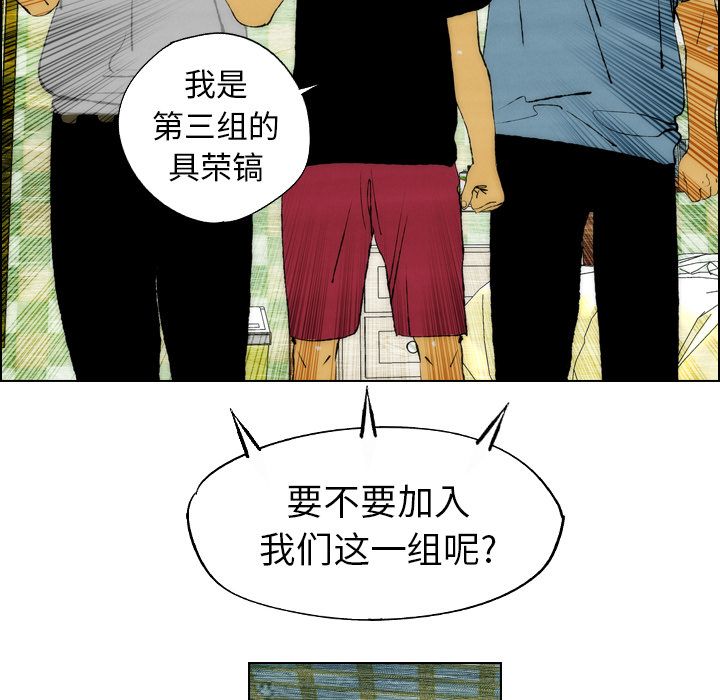 我是
第三组的
具荣镐
要不要加入
我们这一组呢?